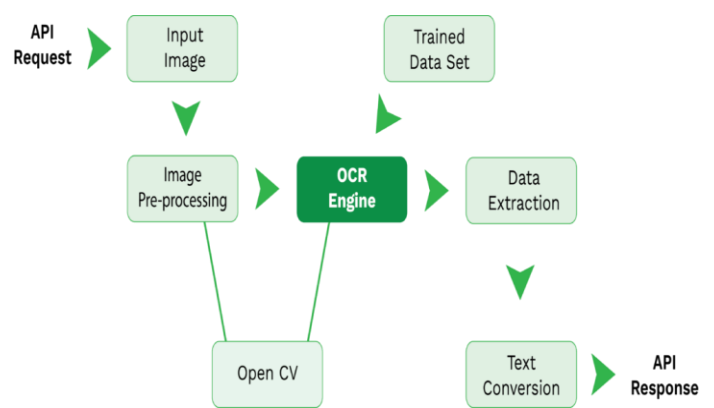 API
Request
Input
Image
Trained
Data Set
Image
Pre-processing
OCR
Engine
Data
Extraction
Open CV
Text
Conversion
API
Response